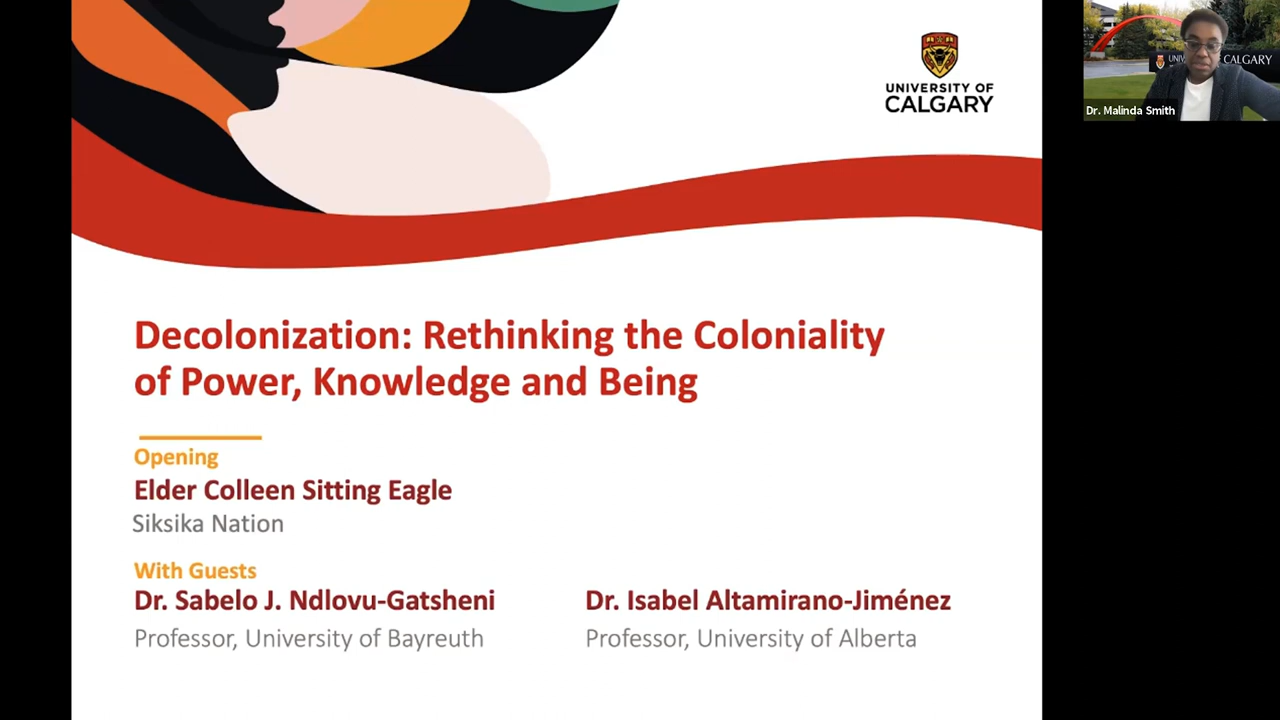 UNIVERSITY OF
CALGARY
CALGARY
Dr. Malinda Smith
Decolonization: Rethinking the Coloniality
of Power, Knowledge and Being
Opening
Elder Colleen Sitting Eagle
Siksika Nation
With Guests
Dr. Sabelo J. Ndlovu-Gatsheni
Dr. Isabel Altamirano-Jiménez
Professor, University of Bayreuth
Professor, University of Alberta